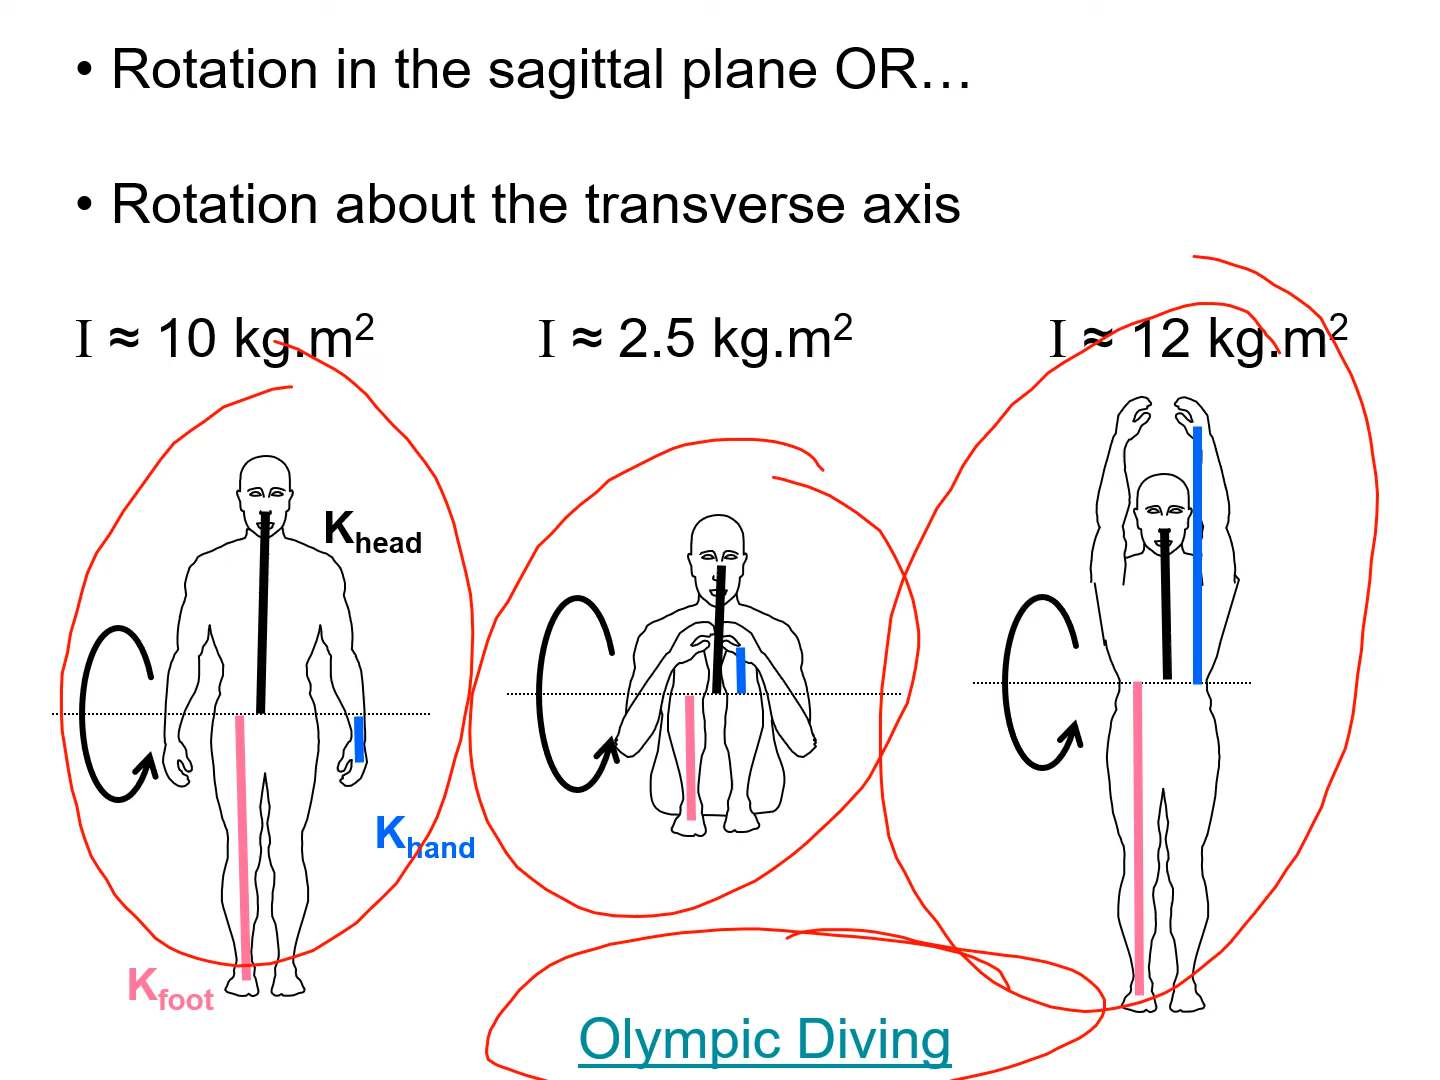 • Rotation in the sagittal plane OR…
• Rotation about the transverse axis
I ≈ 10 kg.m²
I ≈ 2.5 kg.m²
I ≈ 12 kg.m²
Khead
Khand
Kfoot
Olympic Diving